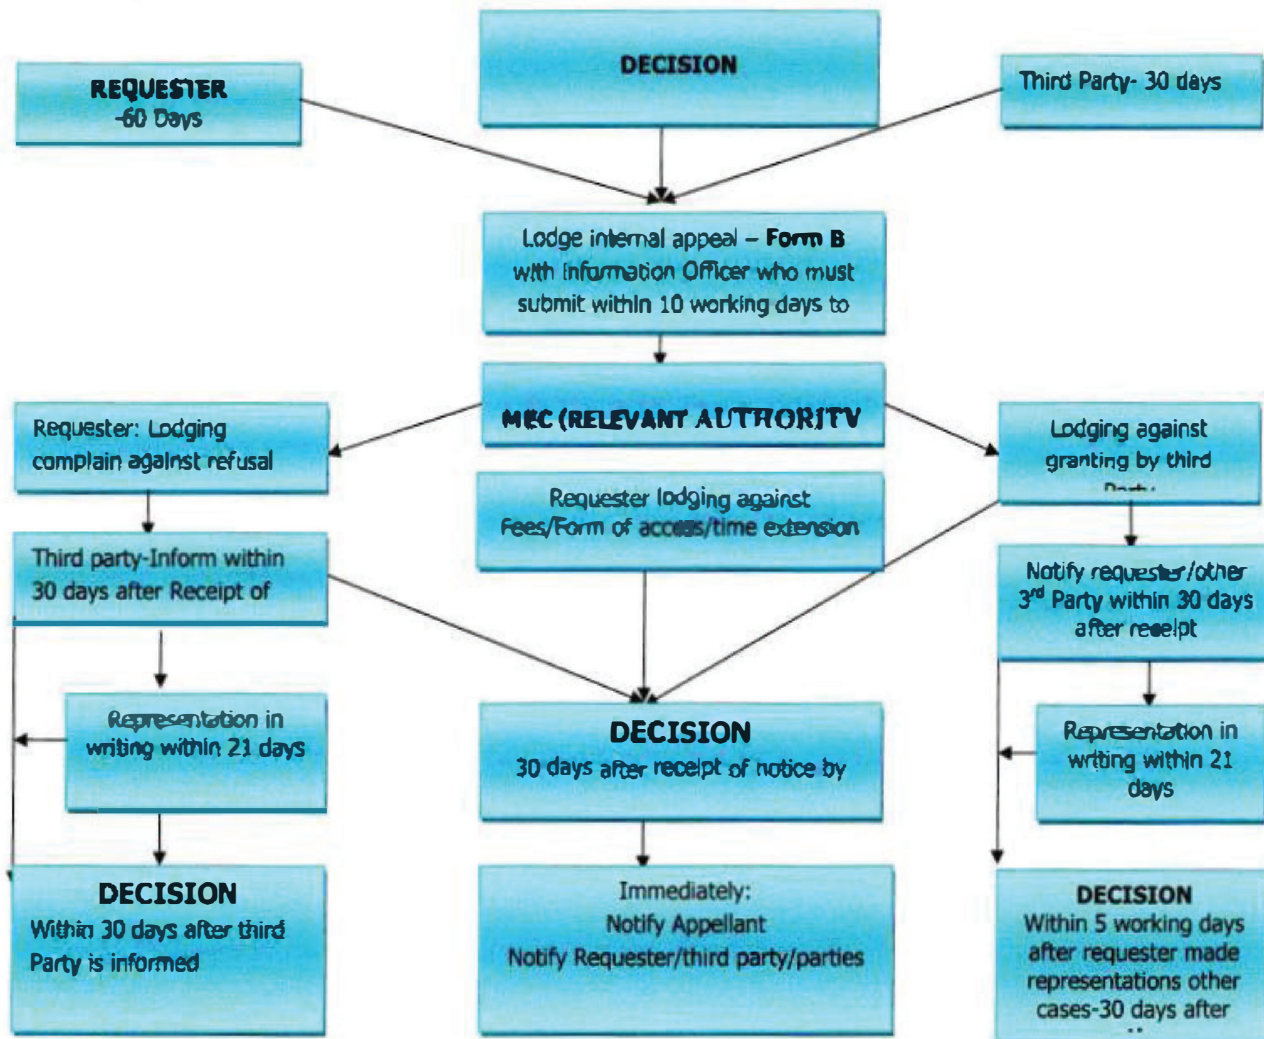 DECISION
REQUESTER
-60 Days
Third Party- 30 days
Lodge internal appeal – Form B
with Information Officer who must
submit within 10 working days to
MEC (RELEVANT AUTHORITY
Requester: Lodging
complain against refusal
Lodging against
granting by third
Party
Requester lodging against
Fees/Form of access/time extension
Third party-Inform within
30 days after Receipt of
Notify requester/other
3rd Party within 30 days
after receipt
Representation in
writing within 21 days
DECISION
30 days after receipt of notice by
Representation in
writing within 21
days
DECISION
Within 30 days after third
Party is informed
Immediately:
Notify Appellant
Notify Requester/third party/parties
DECISION
Within 5 working days
after requester made
representations other
cases-30 days after